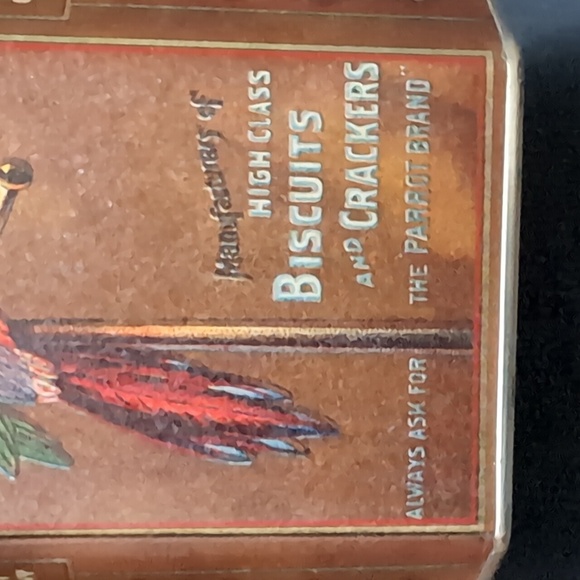 Manufacturers of
HIGH CLASS
BISCUITS
AND CRACKERS
ALWAYS ASK FOR THE PARROT BRAND"